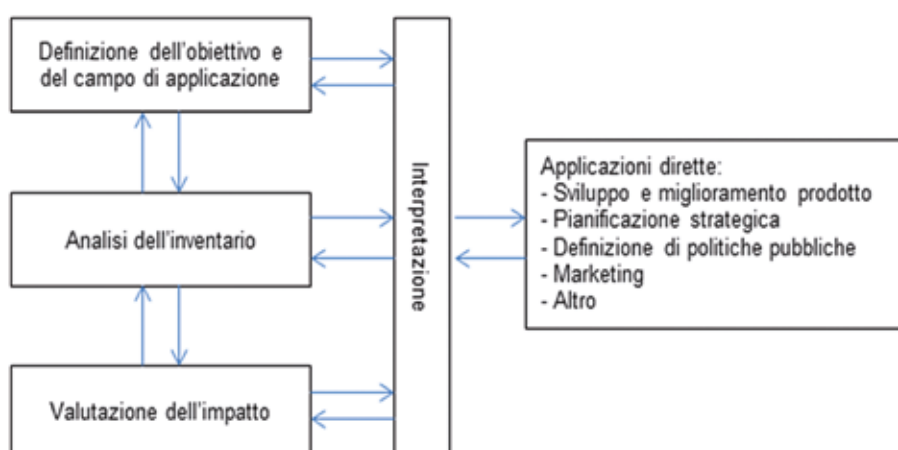 Definizione dell'obiettivo e
del campo di applicazione
Analisi dell'inventario
Valutazione dell'impatto
Interpretazione
Applicazioni dirette:
- Sviluppo e miglioramento prodotto
- Pianificazione strategica
- Definizione di politiche pubbliche
- Marketing
- Altro